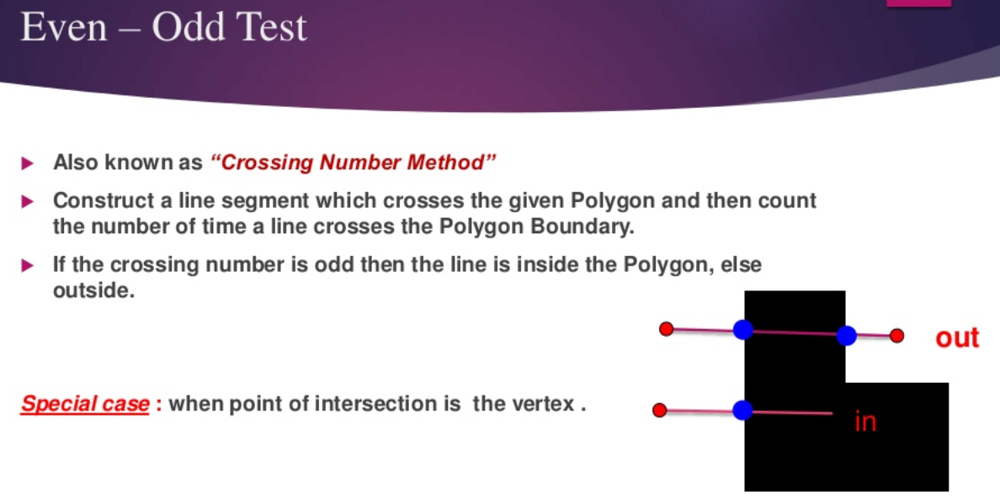 Even – Odd Test
Also known as “Crossing Number Method”
Construct a line segment which crosses the given Polygon and then count
the number of time a line crosses the Polygon Boundary.
If the crossing number is odd then the line is inside the Polygon, else
outside.
out
Special case : when point of intersection is the vertex .
in